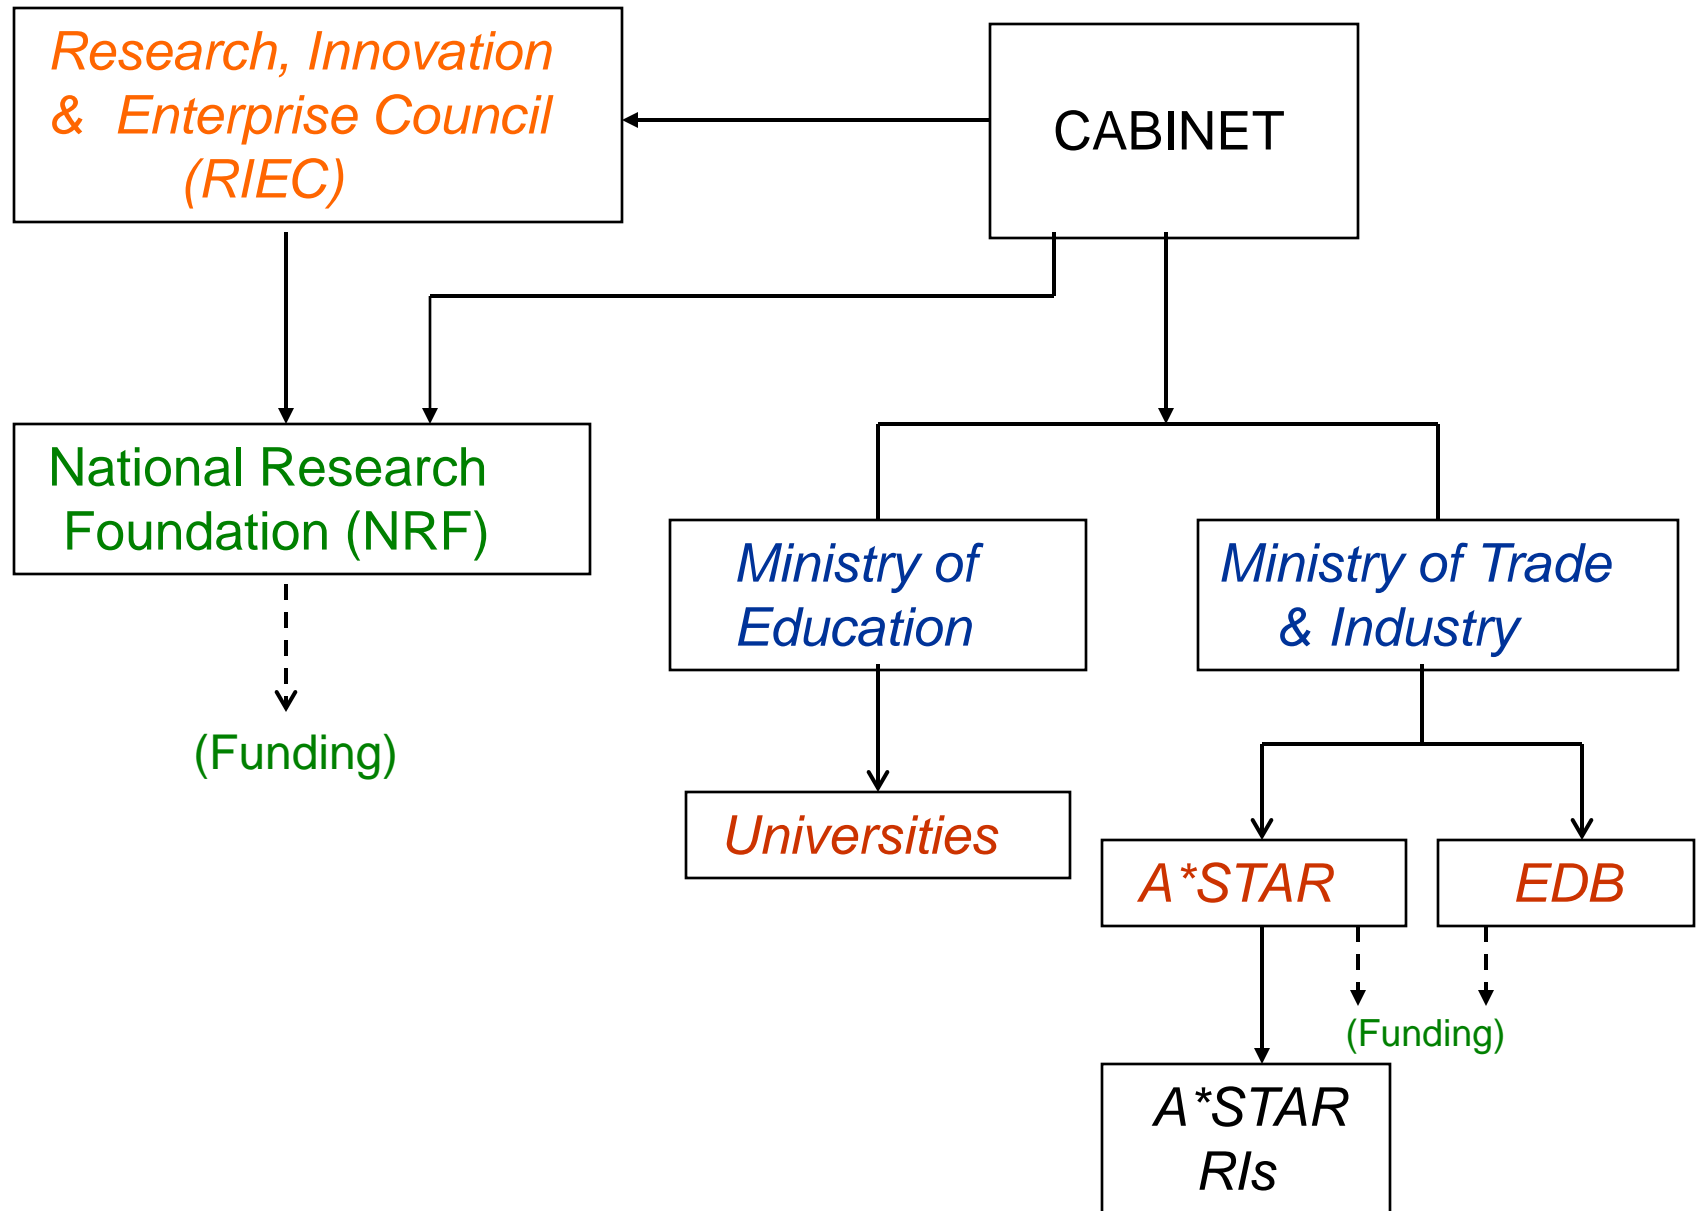 Research, Innovation
& Enterprise Council
(RIEC)
CABINET
National Research
Foundation (NRF)
(Funding)
Ministry of
Education
Ministry of Trade
& Industry
Universities
A*STAR
EDB
(Funding)
A*STAR
RIs